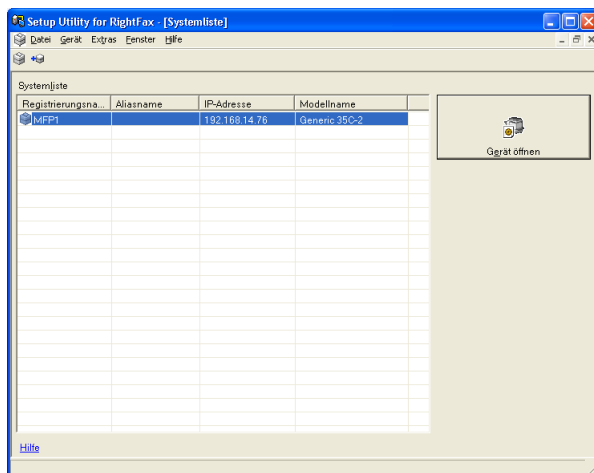 Setup Utility for RightFax - [Systemliste]
Datei Gerät Extras Fenster Hilfe
Systemliste
Registrierungsna... Aliasname IP-Adresse Modellname
MFP1 192.168.14.76 Generic 35C-2
Gerät öffnen
Hilfe